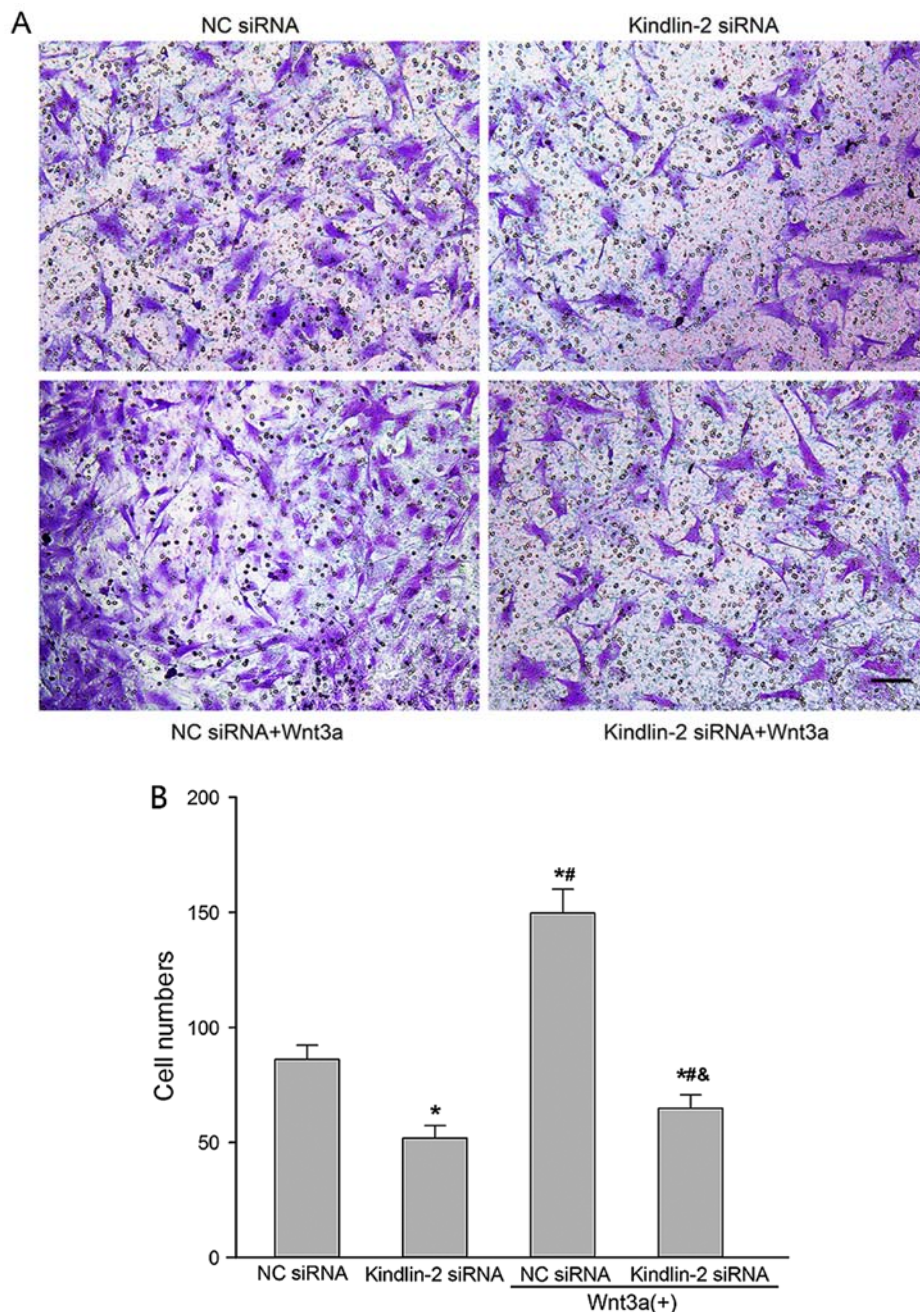 A
NC siRNA Kindlin-2 siRNA
NC siRNA+Wnt3a Kindlin-2 siRNA+Wnt3a
B
200
150
100
50
0
Cell numbers
*
*#
*#&
NC siRNA Kindlin-2 siRNA NC siRNA Kindlin-2 siRNA
Wnt3a(+)